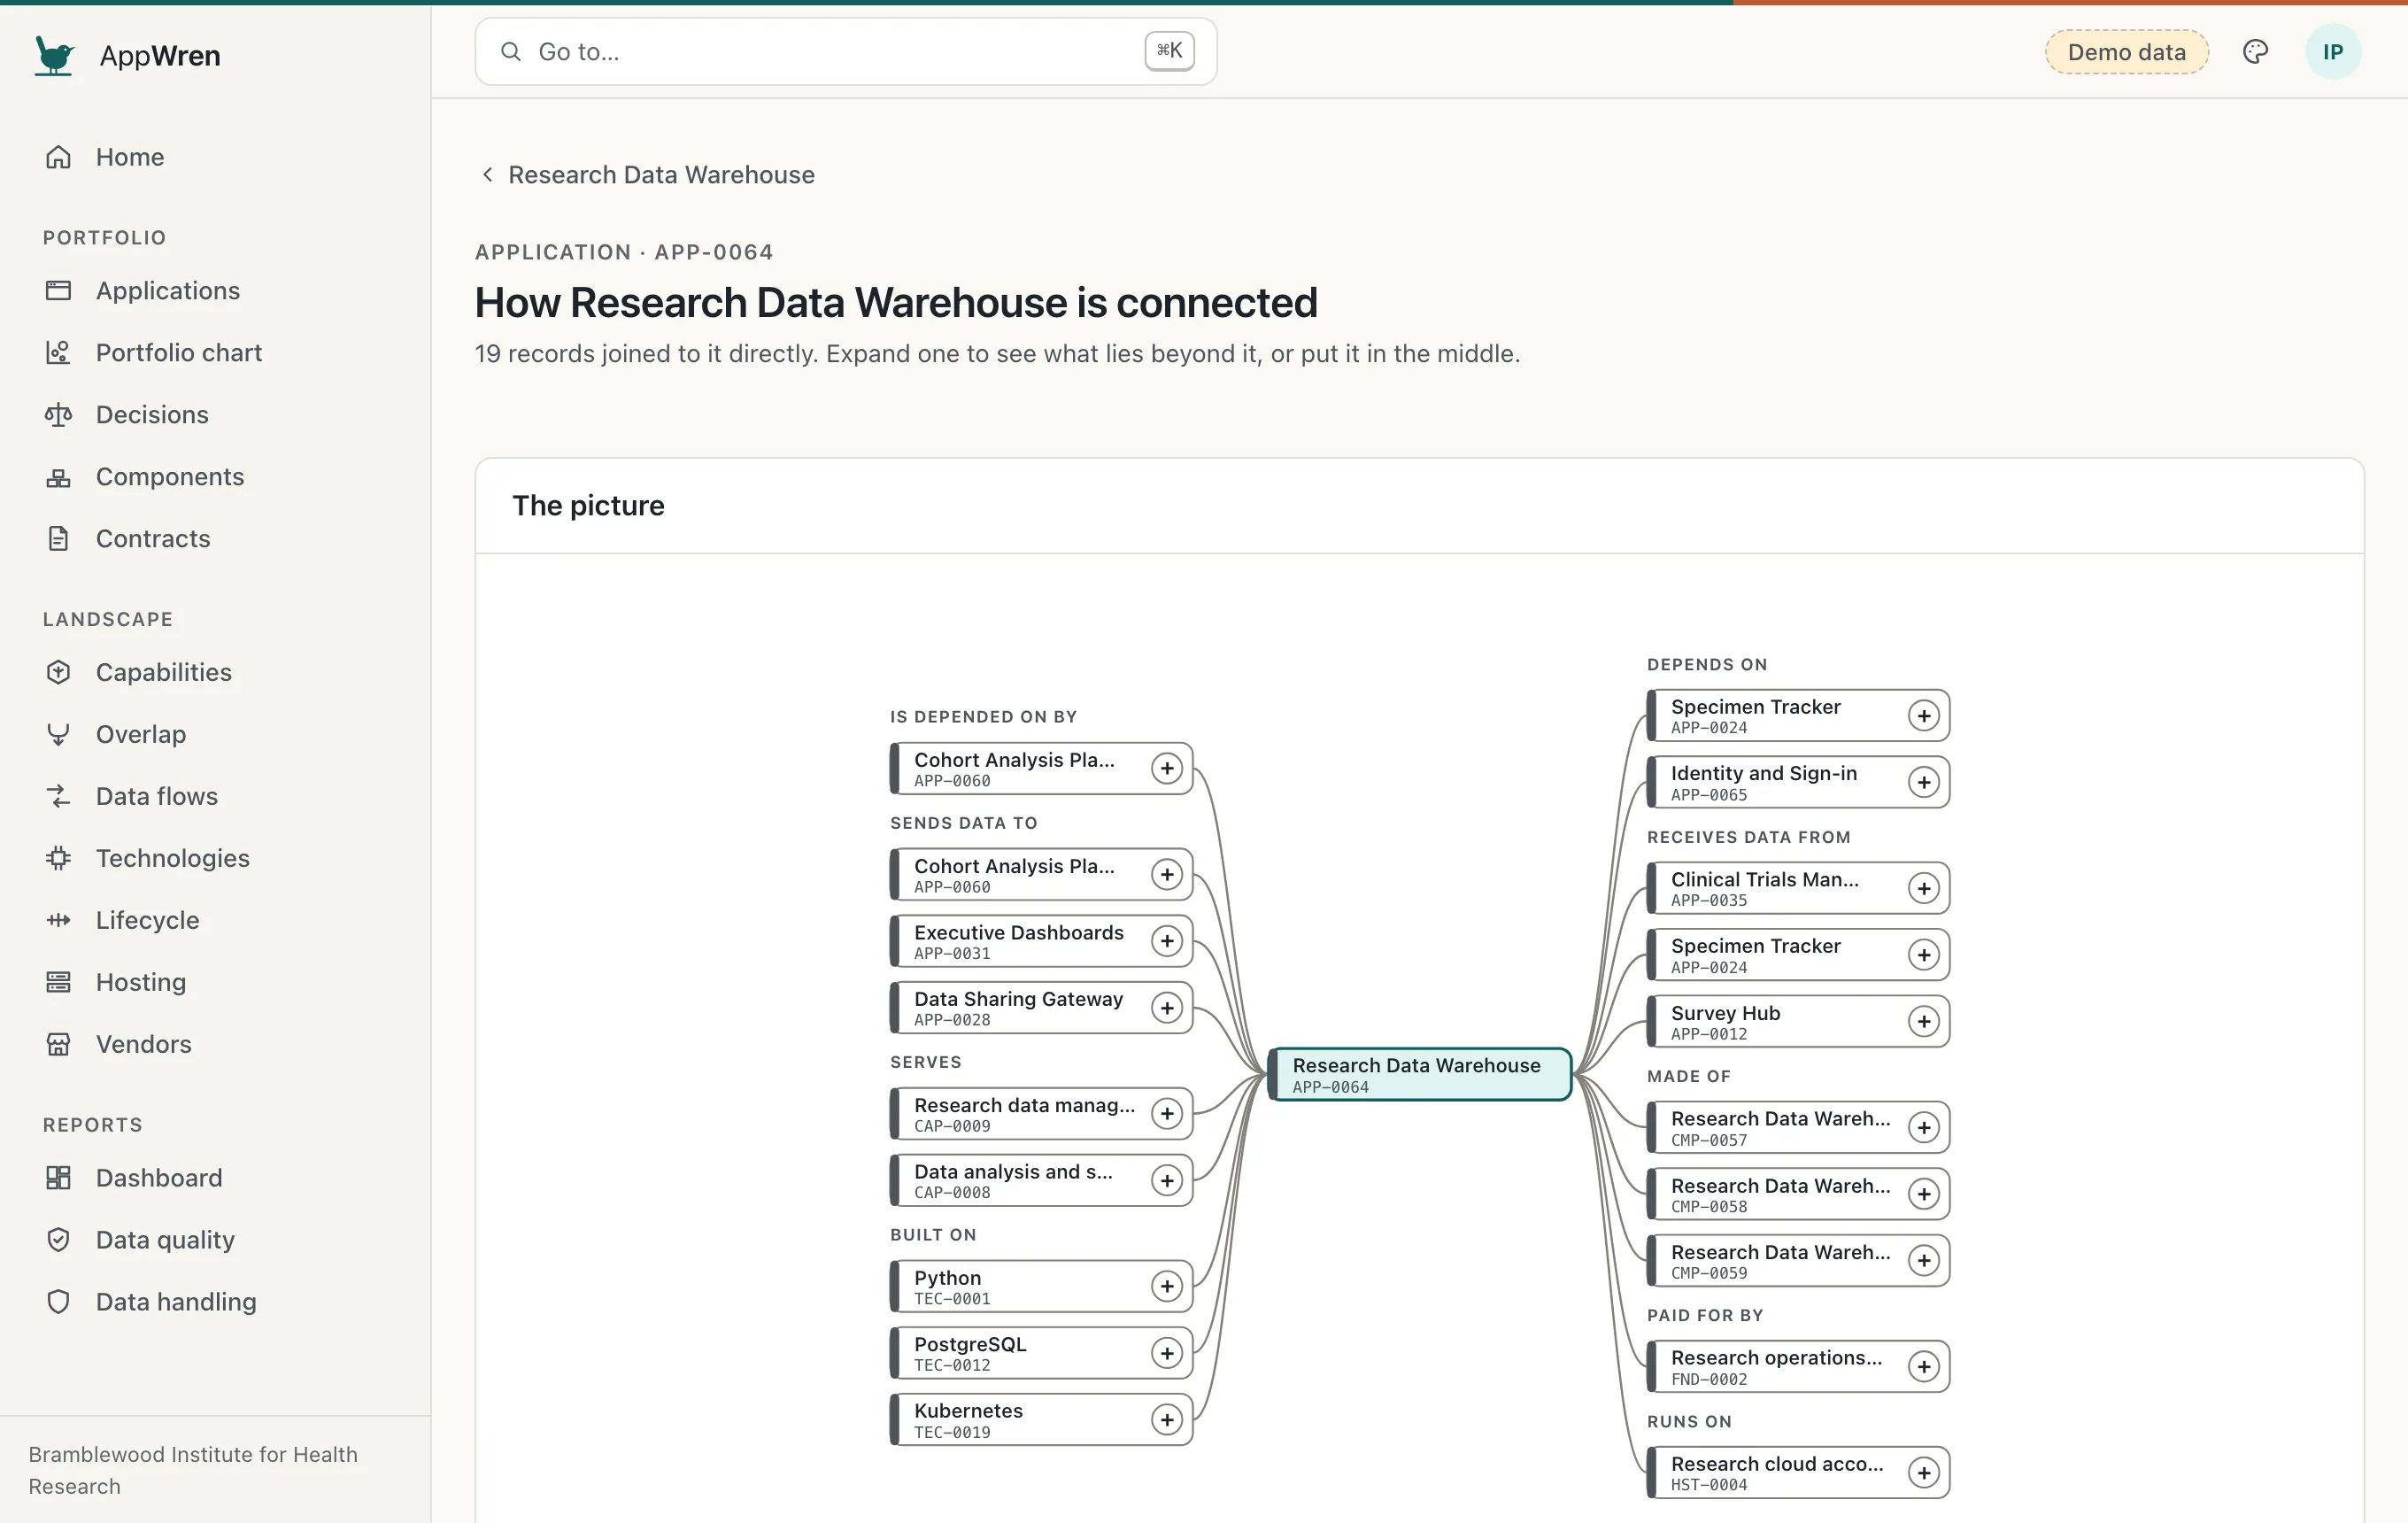 AppWren
Go to...
⌘K
Demo data
IP
Home
PORTFOLIO
Applications
Portfolio chart
Decisions
Components
Contracts
LANDSCAPE
Capabilities
Overlap
Data flows
Technologies
Lifecycle
Hosting
Vendors
REPORTS
Dashboard
Data quality
Data handling
Bramblewood Institute for Health
Research
Research Data Warehouse
APPLICATION · APP-0064
How Research Data Warehouse is connected
19 records joined to it directly. Expand one to see what lies beyond it, or put it in the middle.
The picture
IS DEPENDED ON BY
Cohort Analysis Pla...
APP-0060
SENDS DATA TO
Cohort Analysis Pla...
APP-0060
Executive Dashboards
APP-0031
Data Sharing Gateway
APP-0028
SERVES
Research data manag...
CAP-0009
Data analysis and s...
CAP-0008
BUILT ON
Python
TEC-0001
PostgreSQL
TEC-0012
Kubernetes
TEC-0019
Research Data Warehouse
APP-0064
DEPENDS ON
Specimen Tracker
APP-0024
Identity and Sign-in
APP-0065
RECEIVES DATA FROM
Clinical Trials Man...
APP-0035
Specimen Tracker
APP-0024
Survey Hub
APP-0012
MADE OF
Research Data Wareh...
CMP-0057
Research Data Wareh...
CMP-0058
Research Data Wareh...
CMP-0059
PAID FOR BY
Research operations...
FND-0002
RUNS ON
Research cloud acco...
HST-0004